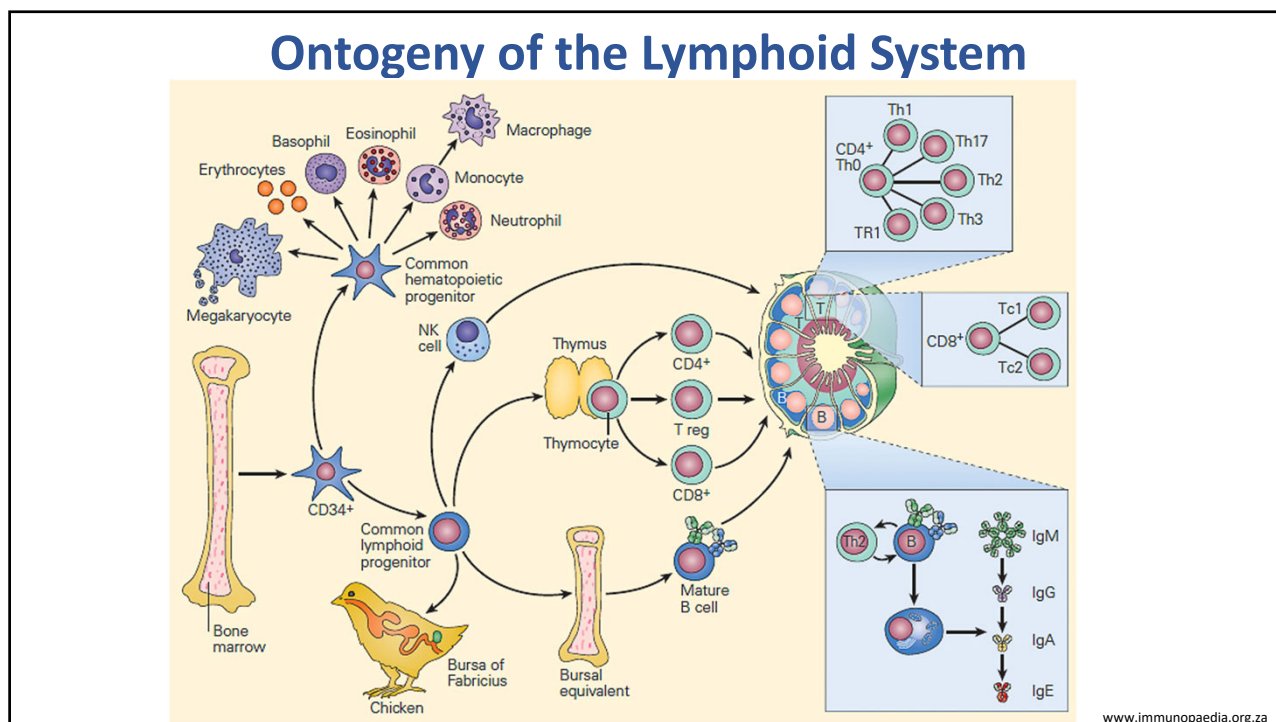 Ontogeny of the Lymphoid System
Macrophage
Eosinophil
Basophil
Erythrocytes
Monocyte
Neutrophil
Common
hematopoietic
progenitor
Megakaryocyte
NK
cell
Thymus
Thymocyte
CD4+
T reg
CD8+
CD34+
Common
lymphoid
progenitor
Bone
marrow
Bursa of
Fabricius
Chicken
Bursal
equivalent
Mature
B cell
T
T
B
B
Th1
CD4+
Th0
Th17
Th2
Th3
TR1
Tc1
CD8+
Tc2
Th2
B
IgM
IgG
IgA
IgE
www.immunopaedia.org.za